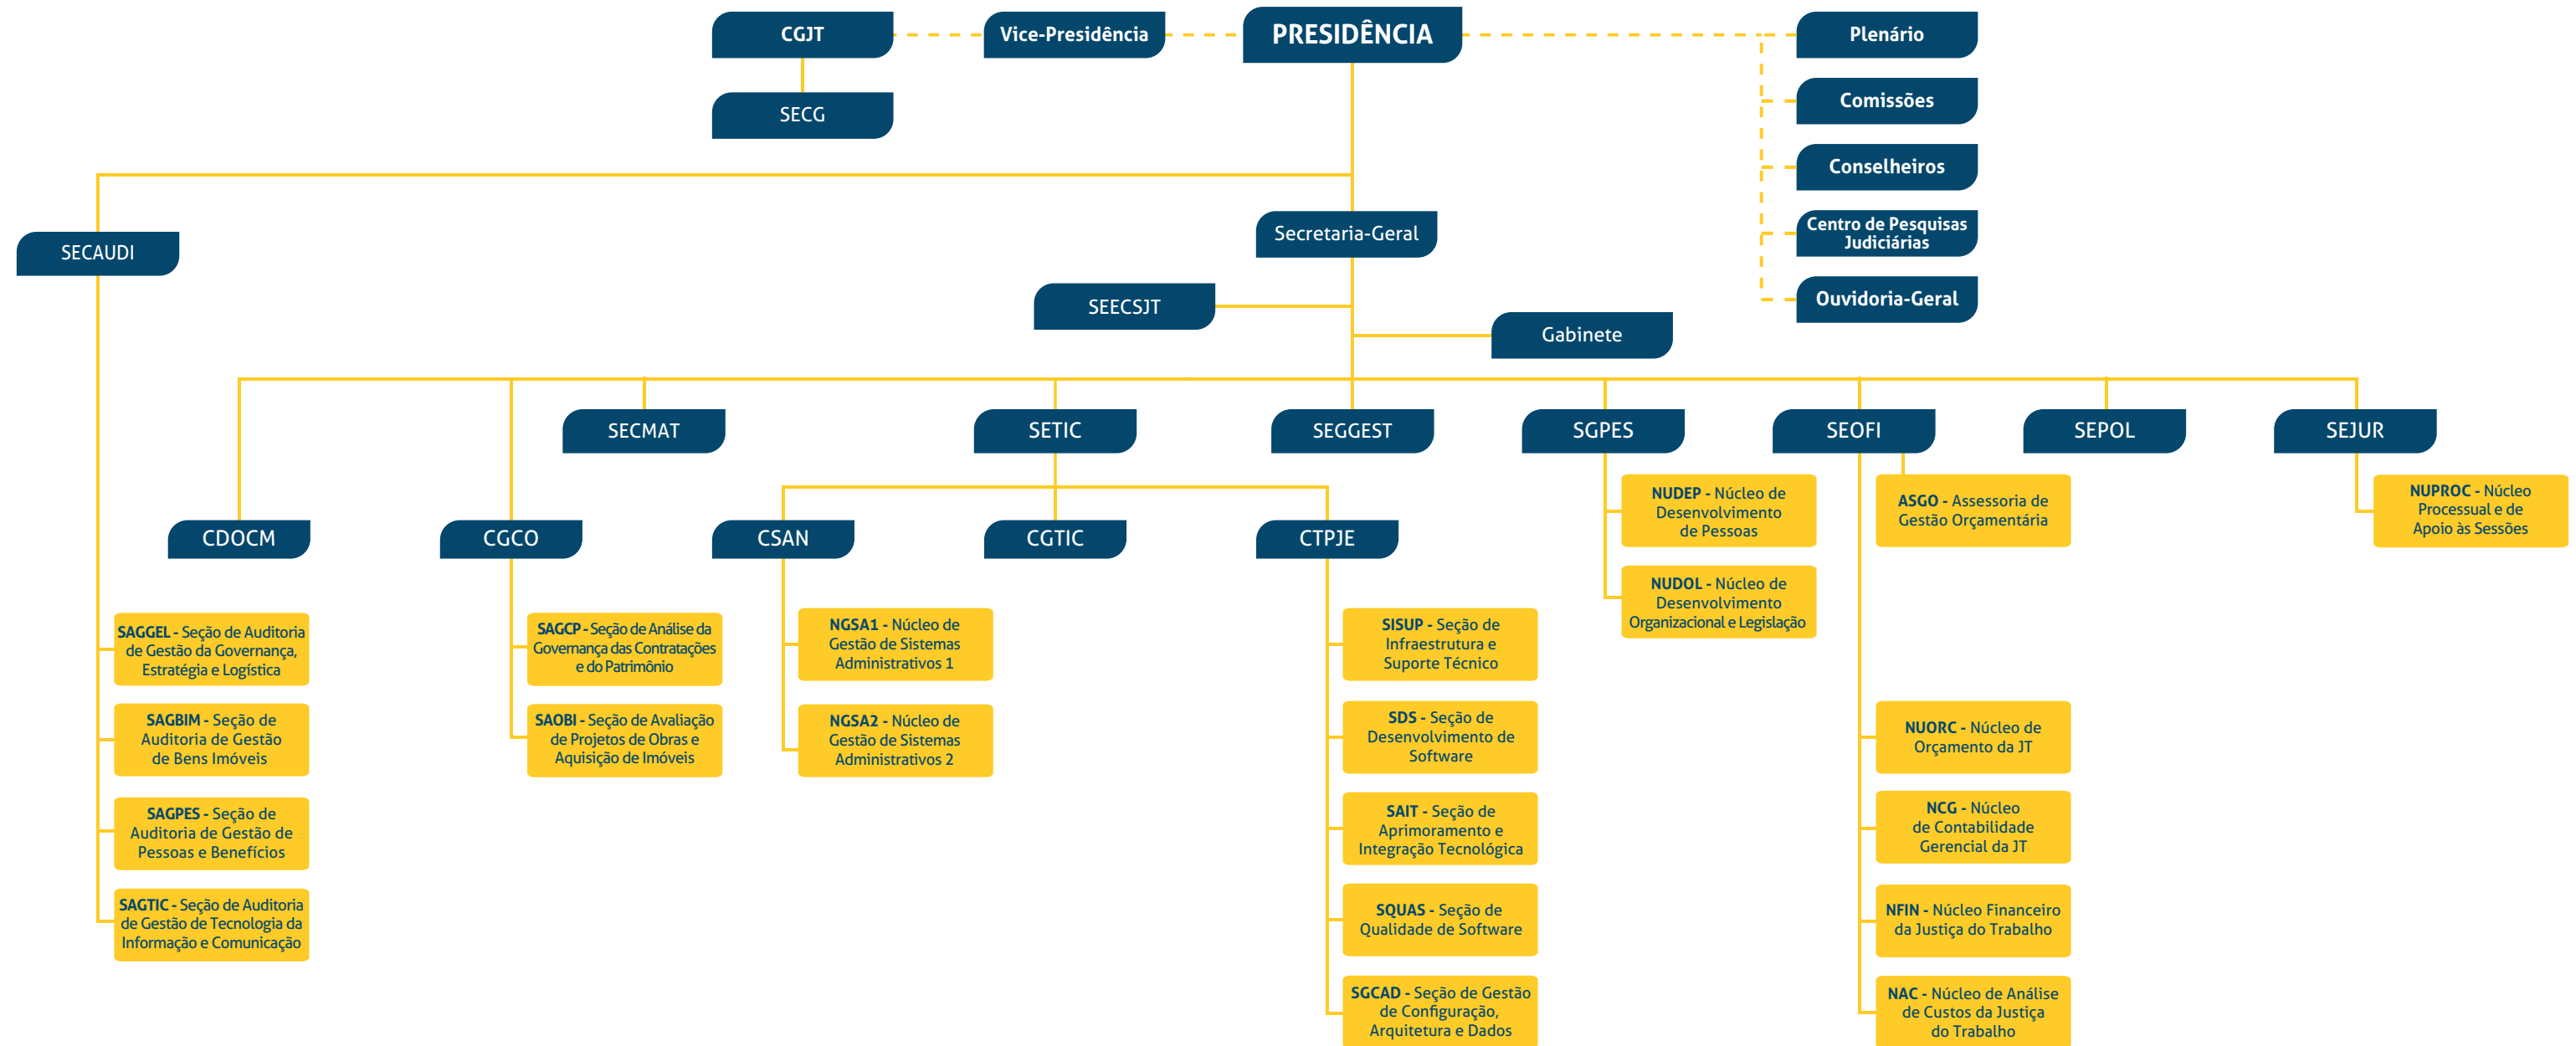 CGJT
Vice-Presidência
PRESIDÊNCIA
Plenário
SECG
Comissões
Conselheiros
Centro de Pesquisas
Judiciárias
Ouvidoria-Geral
SECAUDI
Secretaria-Geral
SEECSJT
Gabinete
SECMAT
SETIC
SEGGEST
SGPES
SEOFI
SEPOL
SEJUR
CDOCM
CGCO
CSAN
CGTIC
CTPJE
NUDEP - Núcleo de
Desenvolvimento
de Pessoas
NUDOL - Núcleo de
Desenvolvimento
Organizacional e Legislação
ASGO - Assessoria de
Gestão Orçamentária
NUPROC - Núcleo
Processual e de
Apoio às Sessões
SAGGEL - Seção de Auditoria
de Gestão da Governança,
Estratégia e Logística
SAGBIM - Seção de
Auditoria de Gestão
de Bens Imóveis
SAGPES - Seção de
Auditoria de Gestão de
Pessoas e Benefícios
SAGTIC - Seção de Auditoria
de Gestão de Tecnologia da
Informação e Comunicação
SAGCP - Seção de Análise da
Governança das Contratações
e do Patrimônio
SAOBI - Seção de Avaliação
de Projetos de Obras e
Aquisição de Imóveis
NGSA1 - Núcleo de
Gestão de Sistemas
Administrativos 1
NGSA2 - Núcleo de
Gestão de Sistemas
Administrativos 2
SISUP - Seção de
Infraestrutura e
Suporte Técnico
SDS - Seção de
Desenvolvimento de
Software
SAIT - Seção de
Aprimoramento e
Integração Tecnológica
SQUAS - Seção de
Qualidade de Software
SGCAD - Seção de Gestão
de Configuração,
Arquitetura e Dados
NUORC - Núcleo de
Orçamento da JT
NCG - Núcleo
de Contabilidade
Gerencial da JT
NFIN - Núcleo Financeiro
da Justiça do Trabalho
NAC - Núcleo de Análise
de Custos da Justiça
do Trabalho